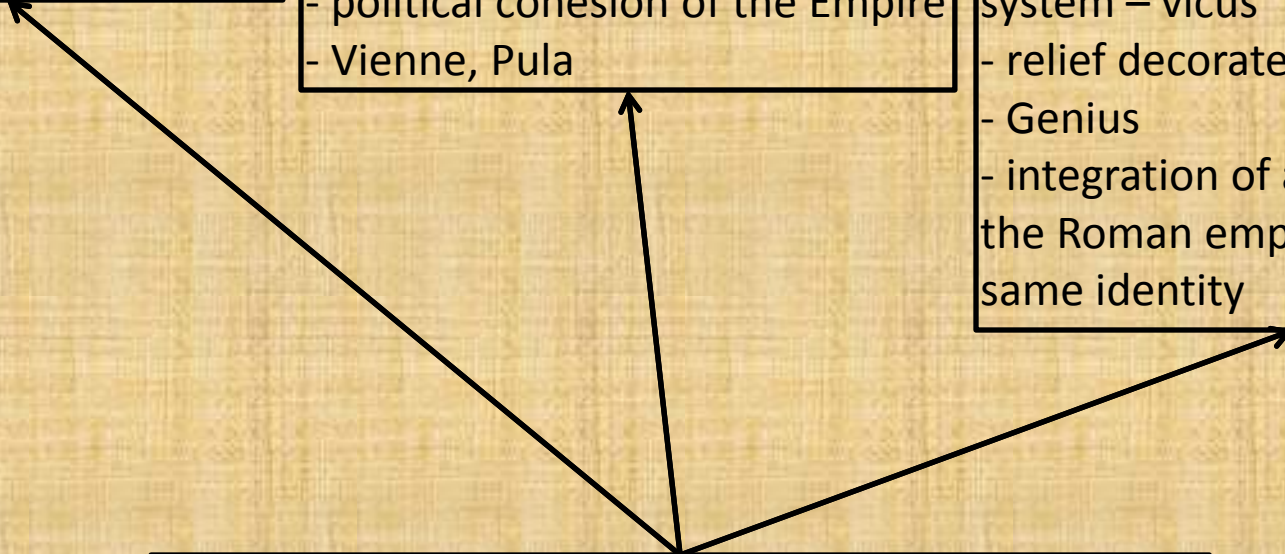 - political cohesion of the Empire
- Vienne, Pula
system – vicus
- relief decorate
- Genius
- integration of
the Roman emp
same identity